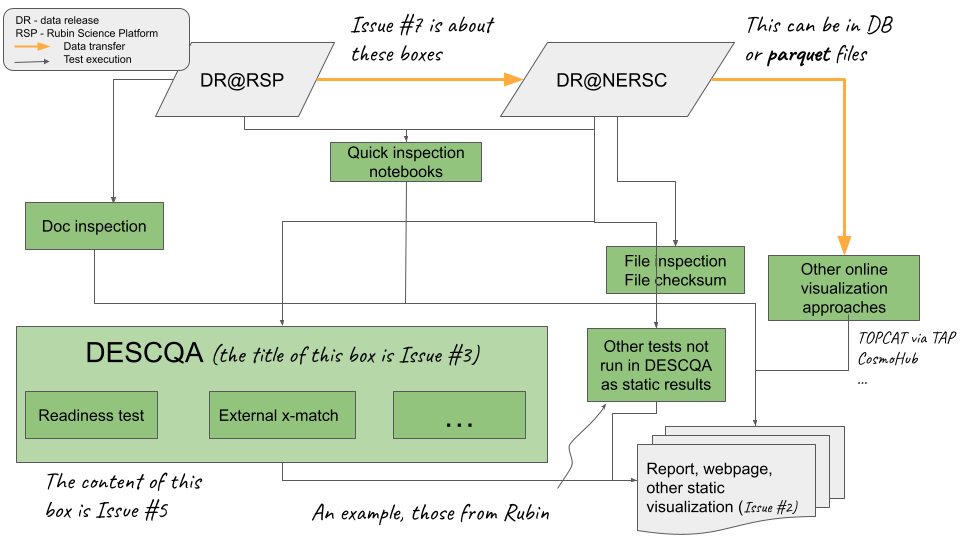 DR - data release
RSP - Rubin Science Platform
Data transfer
Test execution
Issue #7 is about
these boxes
This can be in DB
or parquet files
DR@RSP
DR@NERSC
Quick inspection
notebooks
Doc inspection
File inspection
File checksum
Other online
visualization
approaches
TOPCAT via TAP
CosmoHub
...
DESCQA (the title of this box is Issue #3)
Readiness test
External x-match
...
Other tests not
run in DESCQA
as static results
The content of this
box is Issue #5
An example, those from Rubin
Report, webpage,
other static
visualization (Issue #2)